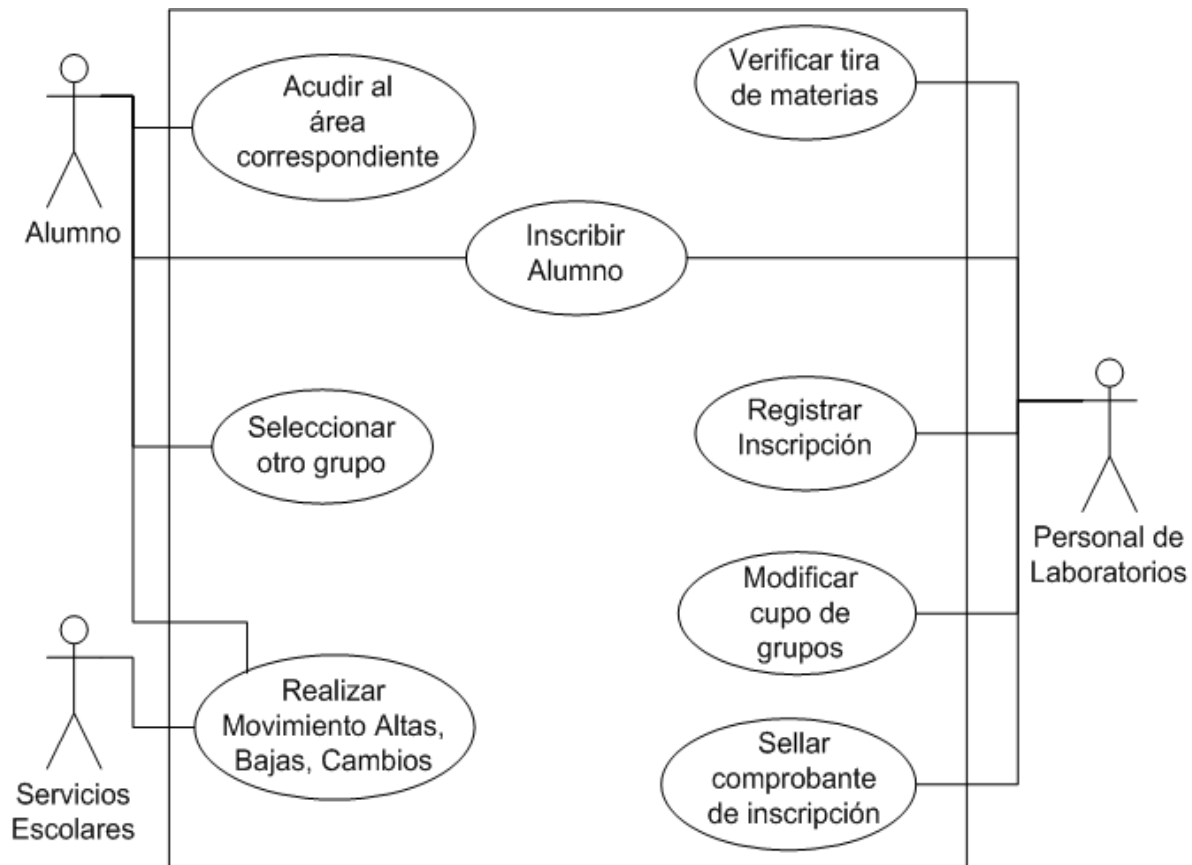 Acudir al
área
correspondiente
Verificar tira
de materias
Alumno
Inscribir
Alumno
Seleccionar
otro grupo
Registrar
Inscripción
Personal de
Laboratorios
Modificar
cupo de
grupos
Realizar
Movimiento Altas,
Bajas, Cambios
Servicios
Escolares
Sellar
comprobante
de inscripción